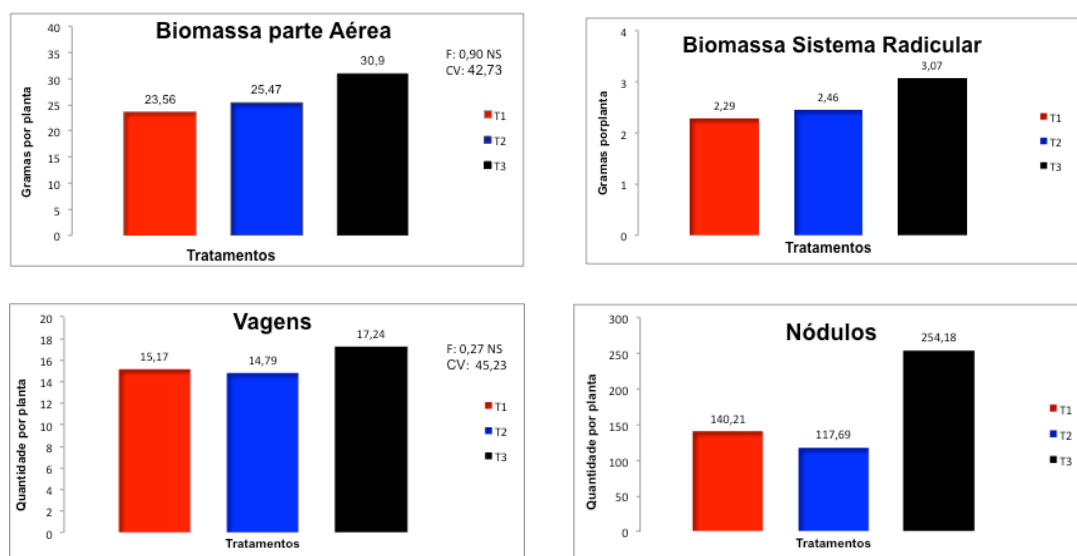 Biomassa parte Aérea
F: 0,90 NS
CV: 42,73
Gramas por planta
40
35
30
25
20
15
10
5
0
23,56
25,47
30,9
T1
T2
T3
Tratamentos
Biomassa Sistema Radicular
Gramas porplanta
4
3
2
1
0
2,29
2,46
3,07
T1
T2
T3
Tratamentos
Vagens
F: 0,27 NS
CV: 45,23
Quantidade por planta
20
18
16
14
12
10
8
6
4
2
0
15,17
14,79
17,24
T1
T2
T3
Tratamentos
Nódulos
Quantidade por planta
300
250
200
150
100
50
0
140,21
117,69
254,18
T1
T2
T3
Tratamentos